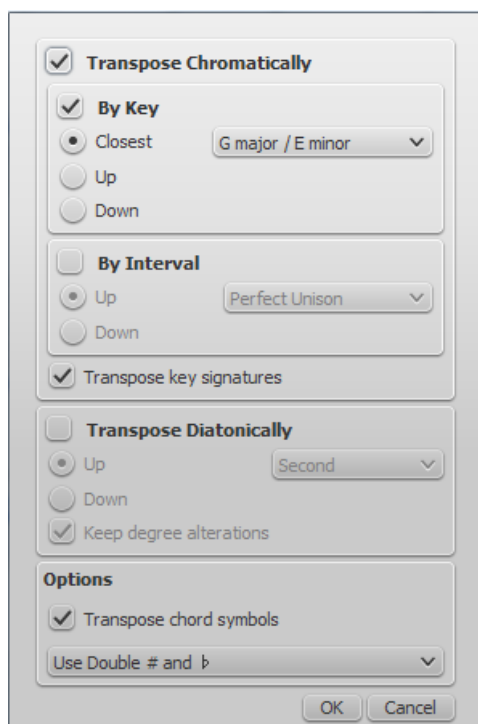 Transpose Chromatically
By Key
Closest G major / E minor
Up
Down
By Interval
Up Perfect Unison
Down
Transpose key signatures
Transpose Diatonically
Up Second
Down
Keep degree alterations
Options
Transpose chord symbols
Use Double # and ♭
OK Cancel